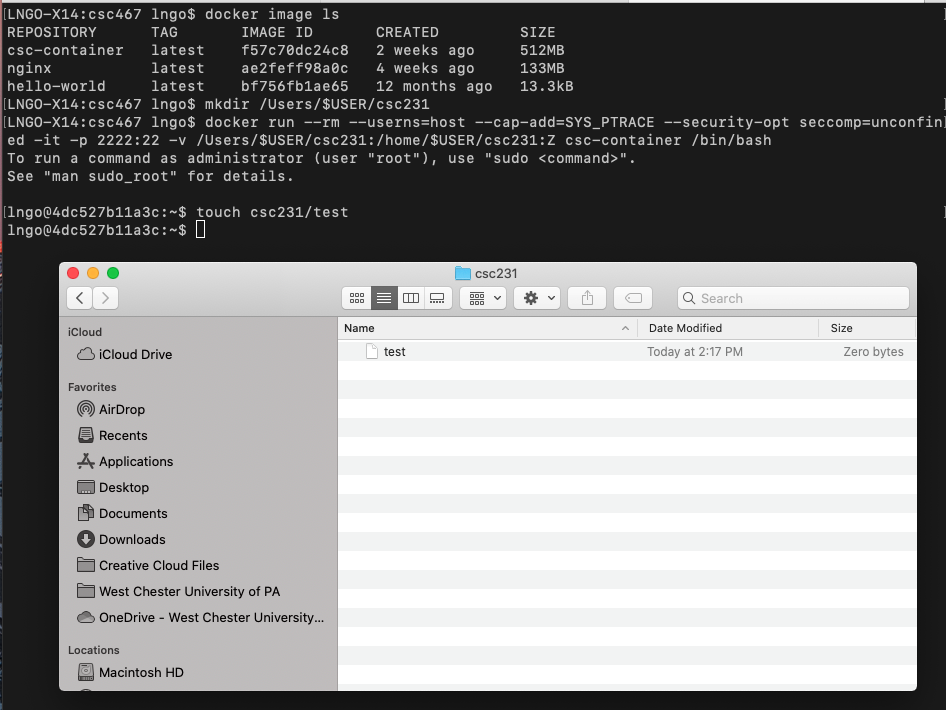 [LNGO-X14:csc467 lngo$ docker image ls ]
REPOSITORY TAG IMAGE ID CREATED SIZE
csc-container latest f57c70dc24c8 2 weeks ago 512MB
nginx latest ae2feff98a0c 4 weeks ago 133MB
hello-world latest bf756fb1ae65 12 months ago 13.3kB
[LNGO-X14:csc467 lngo$ mkdir /Users/$USER/csc231 ]
[LNGO-X14:csc467 lngo$ docker run --rm --userns=host --cap-add=SYS_PTRACE --security-opt seccomp=unconfin]
ed -it -p 2222:22 -v /Users/$USER/csc231:/home/$USER/csc231:Z csc-container /bin/bash
To run a command as administrator (user "root"), use "sudo <command>".
See "man sudo_root" for details.
[lngo@4dc527b11a3c:~$ touch csc231/test ]
lngo@4dc527b11a3c:~$
csc231
Search
iCloud
iCloud Drive
Favorites
AirDrop
Recents
Applications
Desktop
Documents
Downloads
Creative Cloud Files
West Chester University of PA
OneDrive - West Chester University...
Locations
Macintosh HD
Name Date Modified Size
test Today at 2:17 PM Zero bytes